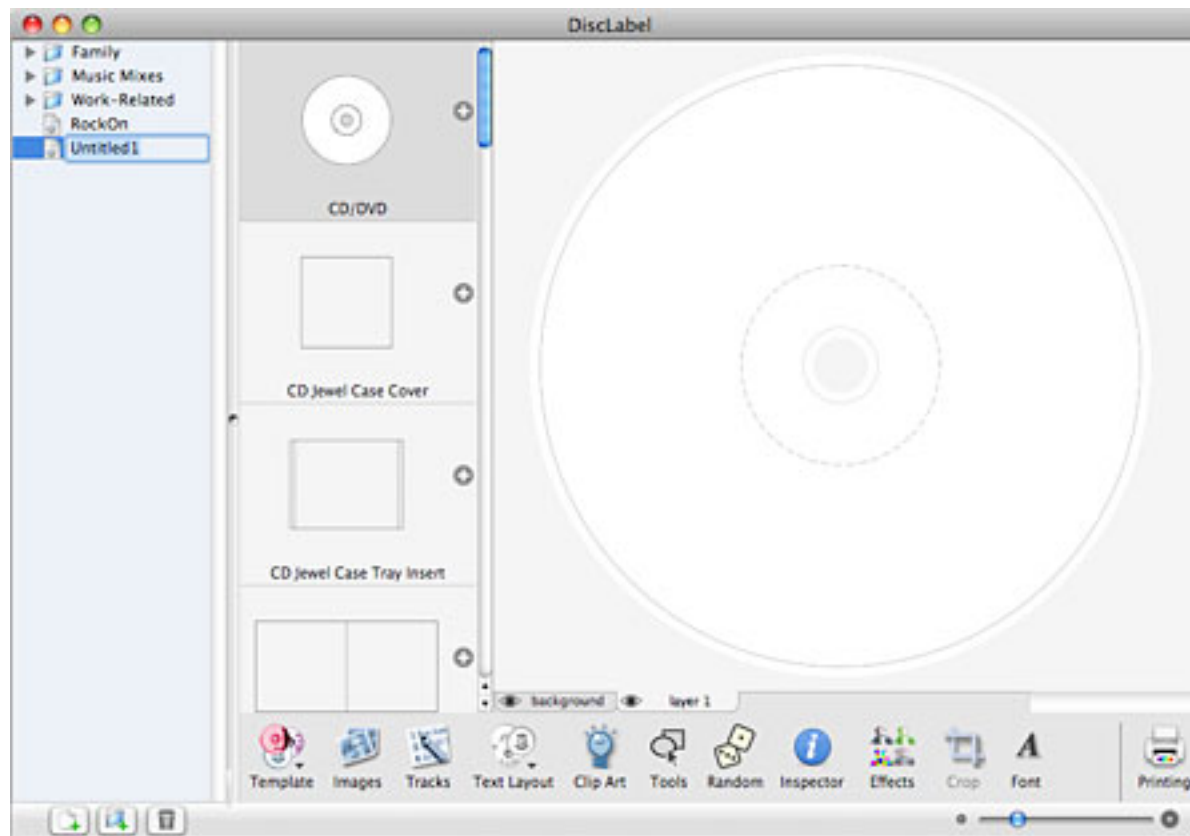 DiscLabel
Family
Music Mixes
Work-Related
RockOn
Untitled1
CD/DVD
CD Jewel Case Cover
CD Jewel Case Tray Insert
background
layer 1
Template
Images
Tracks
Text Layout
Clip Art
Tools
Random
Inspector
Effects
Crop
Font
Printing